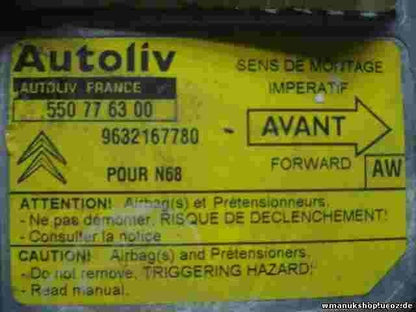 Autoliv
AUTOLIV FRANCE
550 77 63 00
9632167780 -
POUR N68
SENS DE MONTAGE
IMPERATIF
AVANT
FORWARD
AW
ATTENTION! Airbag(s) et Prétensionneurs.
- Ne pas démonter, RISQUE DE DECLENCHEMENT!
- Consulter la notice
CAUTION! Airbag(s) and Pretensioners.
- Do not remove, TRIGGERING HAZARD!
- Read manual.
wmanukshop.ucoz.de